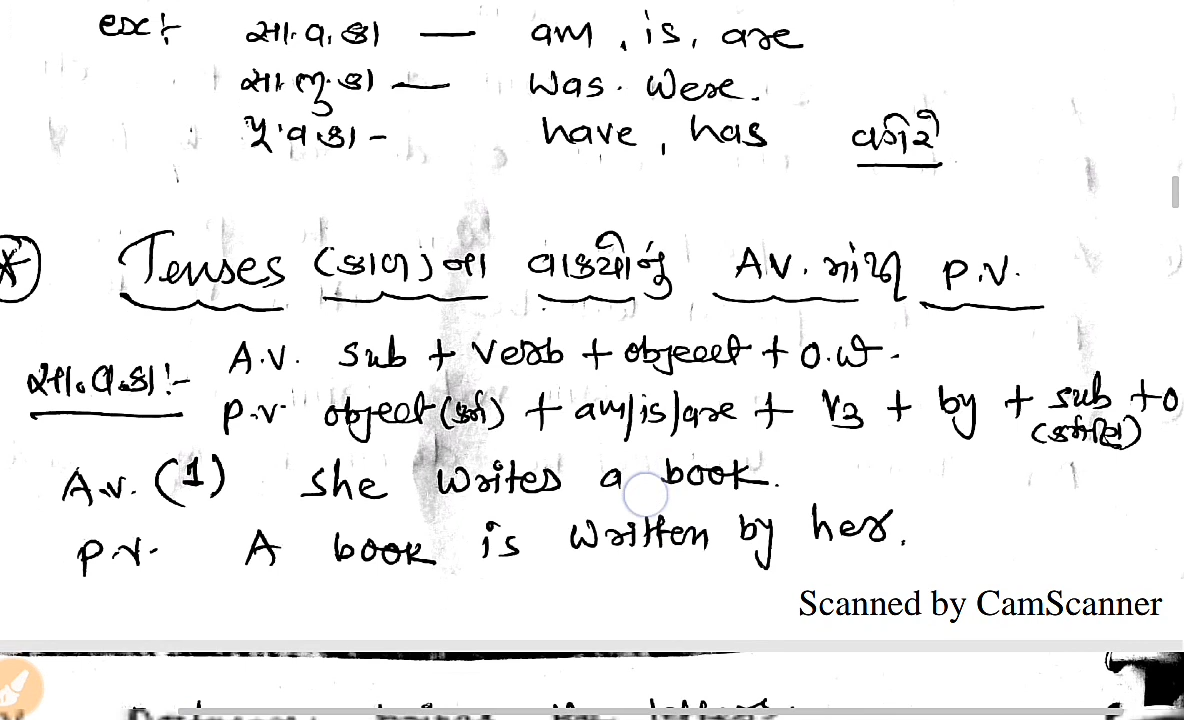 ex:- સા.વ.કા — am, is, are
સા.ભૂ.કા — was. were.
પૂ.વ.કા - have, has વગેરે
* Tenses (કાળ) ના વાક્યોનું AV. માંથી P.V.
A.V. sub + verb + object + O.W.
સા.વ.કા :- P.V. object (કર્મ) + am/is/are + V3 + by + sub + O
(કર્તા)
A.V. (1) She writes a book.
P.V. A book is written by her.
Scanned by CamScanner